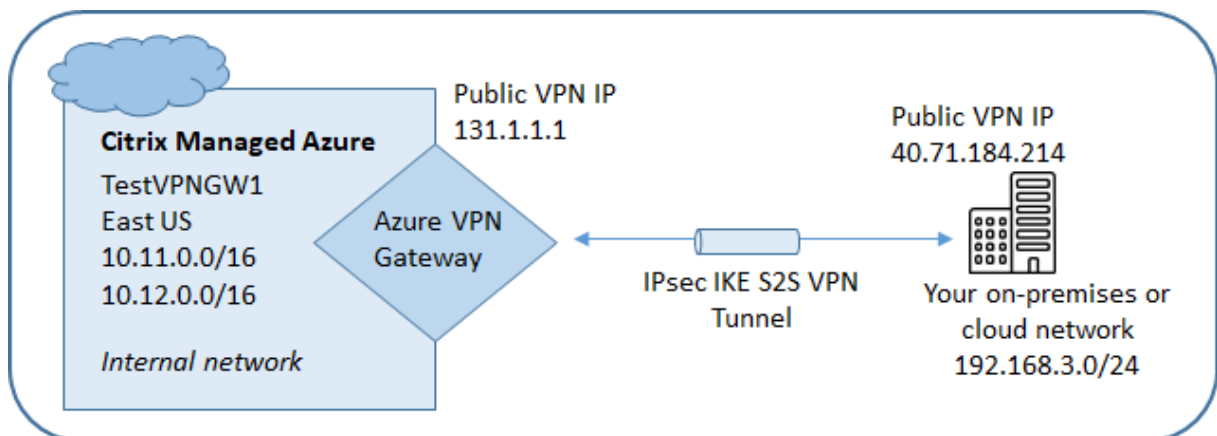 Public VPN IP
131.1.1.1
Public VPN IP
40.71.184.214
Citrix Managed Azure
TestVPNGW1
East US
10.11.0.0/16
10.12.0.0/16
Internal network
Azure VPN
Gateway
IPsec IKE S2S VPN
Tunnel
Your on-premises or
cloud network
192.168.3.0/24